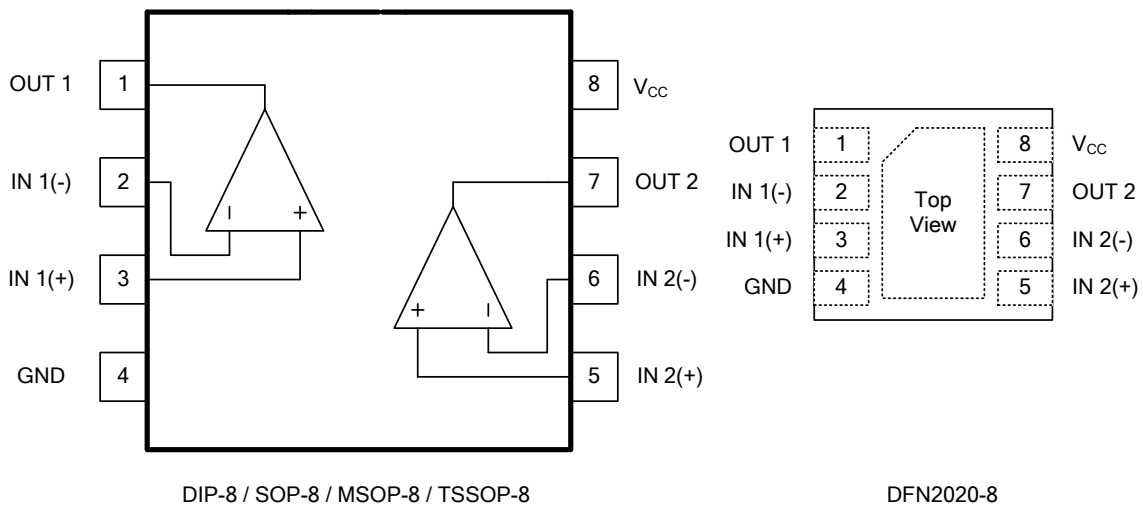 OUT 1 1 8 VCC
IN 1(-) 2 7 OUT 2
IN 1(+) 3 6 IN 2(-)
GND 4 5 IN 2(+)
− +
+ −
DIP-8 / SOP-8 / MSOP-8 / TSSOP-8
OUT 1 1 8 VCC
IN 1(-) 2 7 OUT 2
IN 1(+) 3 6 IN 2(-)
GND 4 5 IN 2(+)
Top
View
DFN2020-8